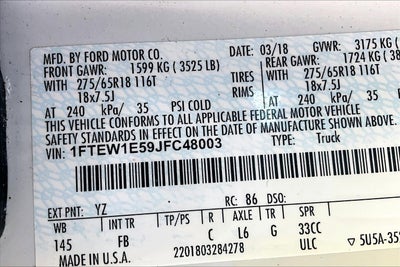 MFD. BY FORD MOTOR CO. DATE: 03/18 GVWR: 3175 KG
FRONT GAWR: 1599 KG ( 3525 LB) REAR GAWR: 1724 KG
WITH 275/65R18 116T TIRES WITH 275/65R18 116T
18x7.5J RIMS 18x7.5J
AT 240 kPa/ 35 PSI COLD AT 240 kPa/ 35
THIS VEHICLE CONFORMS TO ALL APPLICABLE FEDERAL MOTOR VEHICLE
SAFETY STANDARDS IN EFFECT ON THE DATE OF MANUFACTURE SHOWN ABOVE.
VIN: 1FTEW1E59JFC48003 TYPE: Truck
EXT PNT: YZ RC: 86 DSO:
WB INT TR TP/PS R AXLE TR SPR
145 FB C L6 G 33CC
MADE IN U.S.A. 2201803284278 ULC ▽5U5A-35